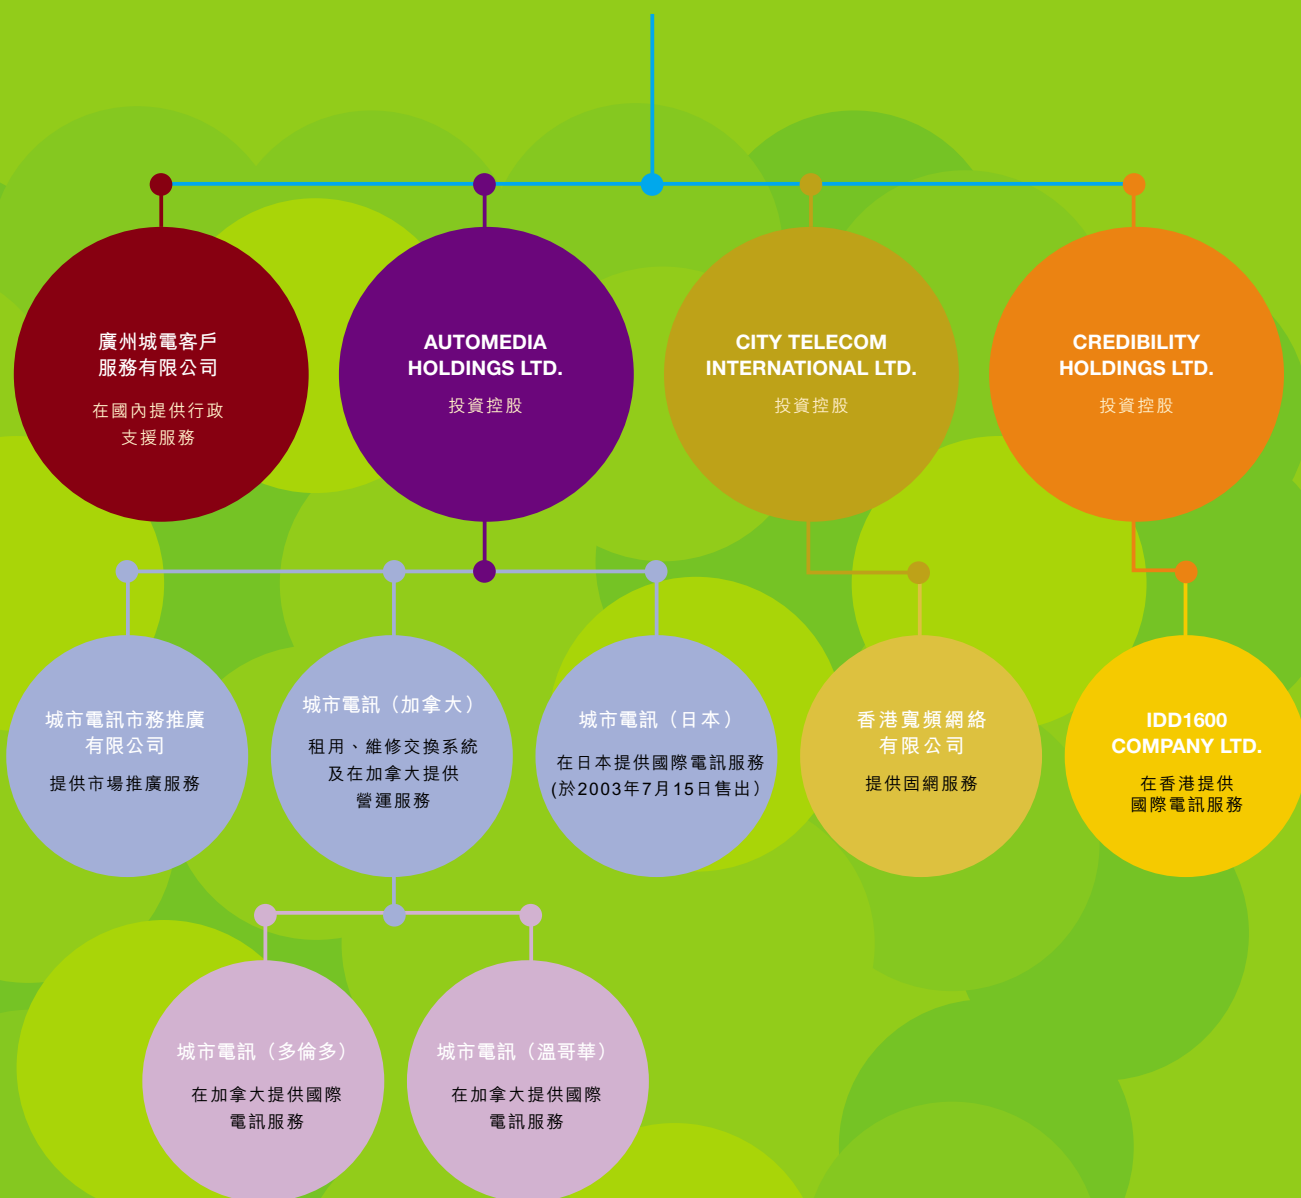 廣州城電客戶
服務有限公司
在國內提供行政
支援服務
AUTOMEDIA
HOLDINGS LTD.
投資控股
CITY TELECOM
INTERNATIONAL LTD.
投資控股
CREDIBILITY
HOLDINGS LTD.
投資控股
城市電訊市務推廣
有限公司
提供市場推廣服務
城市電訊（加拿大）
租用、維修交換系統
及在加拿大提供
營運服務
城市電訊（日本）
在日本提供國際電訊服務
(於2003年7月15日售出）
香港寬頻網絡
有限公司
提供固網服務
IDD1600
COMPANY LTD.
在香港提供
國際電訊服務
城市電訊（多倫多）
在加拿大提供國際
電訊服務
城市電訊（溫哥華）
在加拿大提供國際
電訊服務